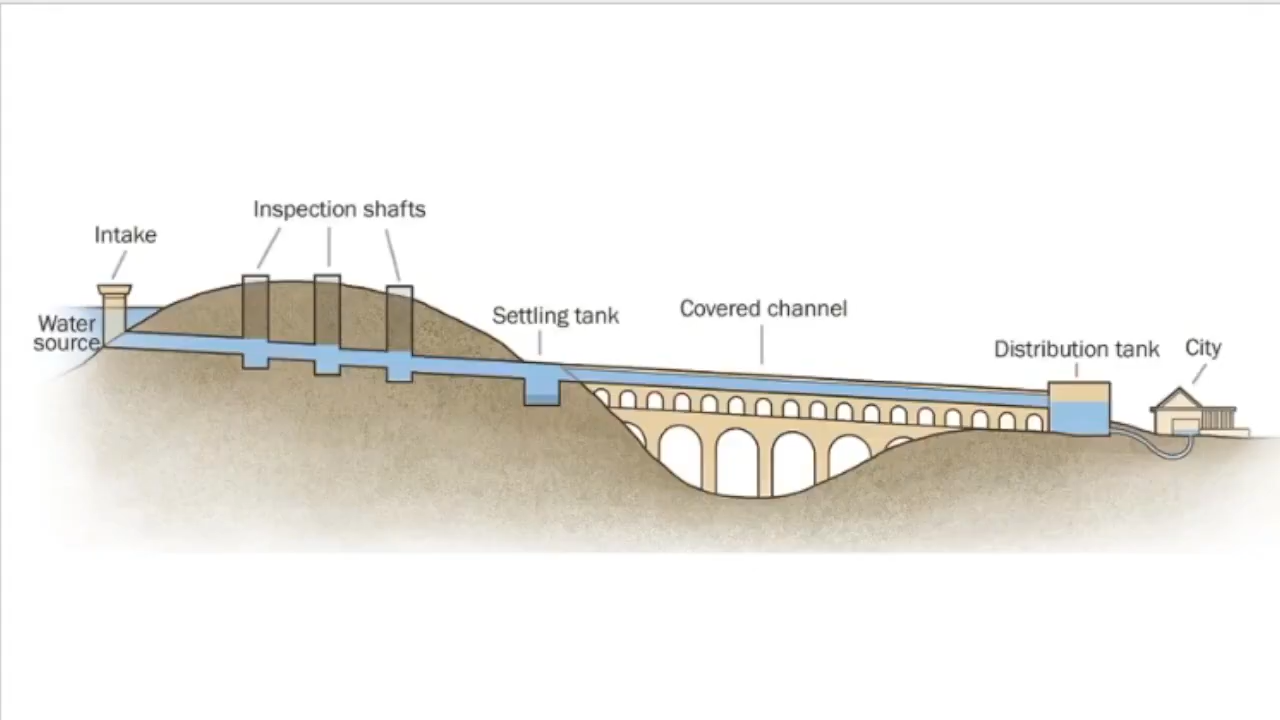 Inspection shafts
Intake
Settling tank
Covered channel
Water
source
Distribution tank
City